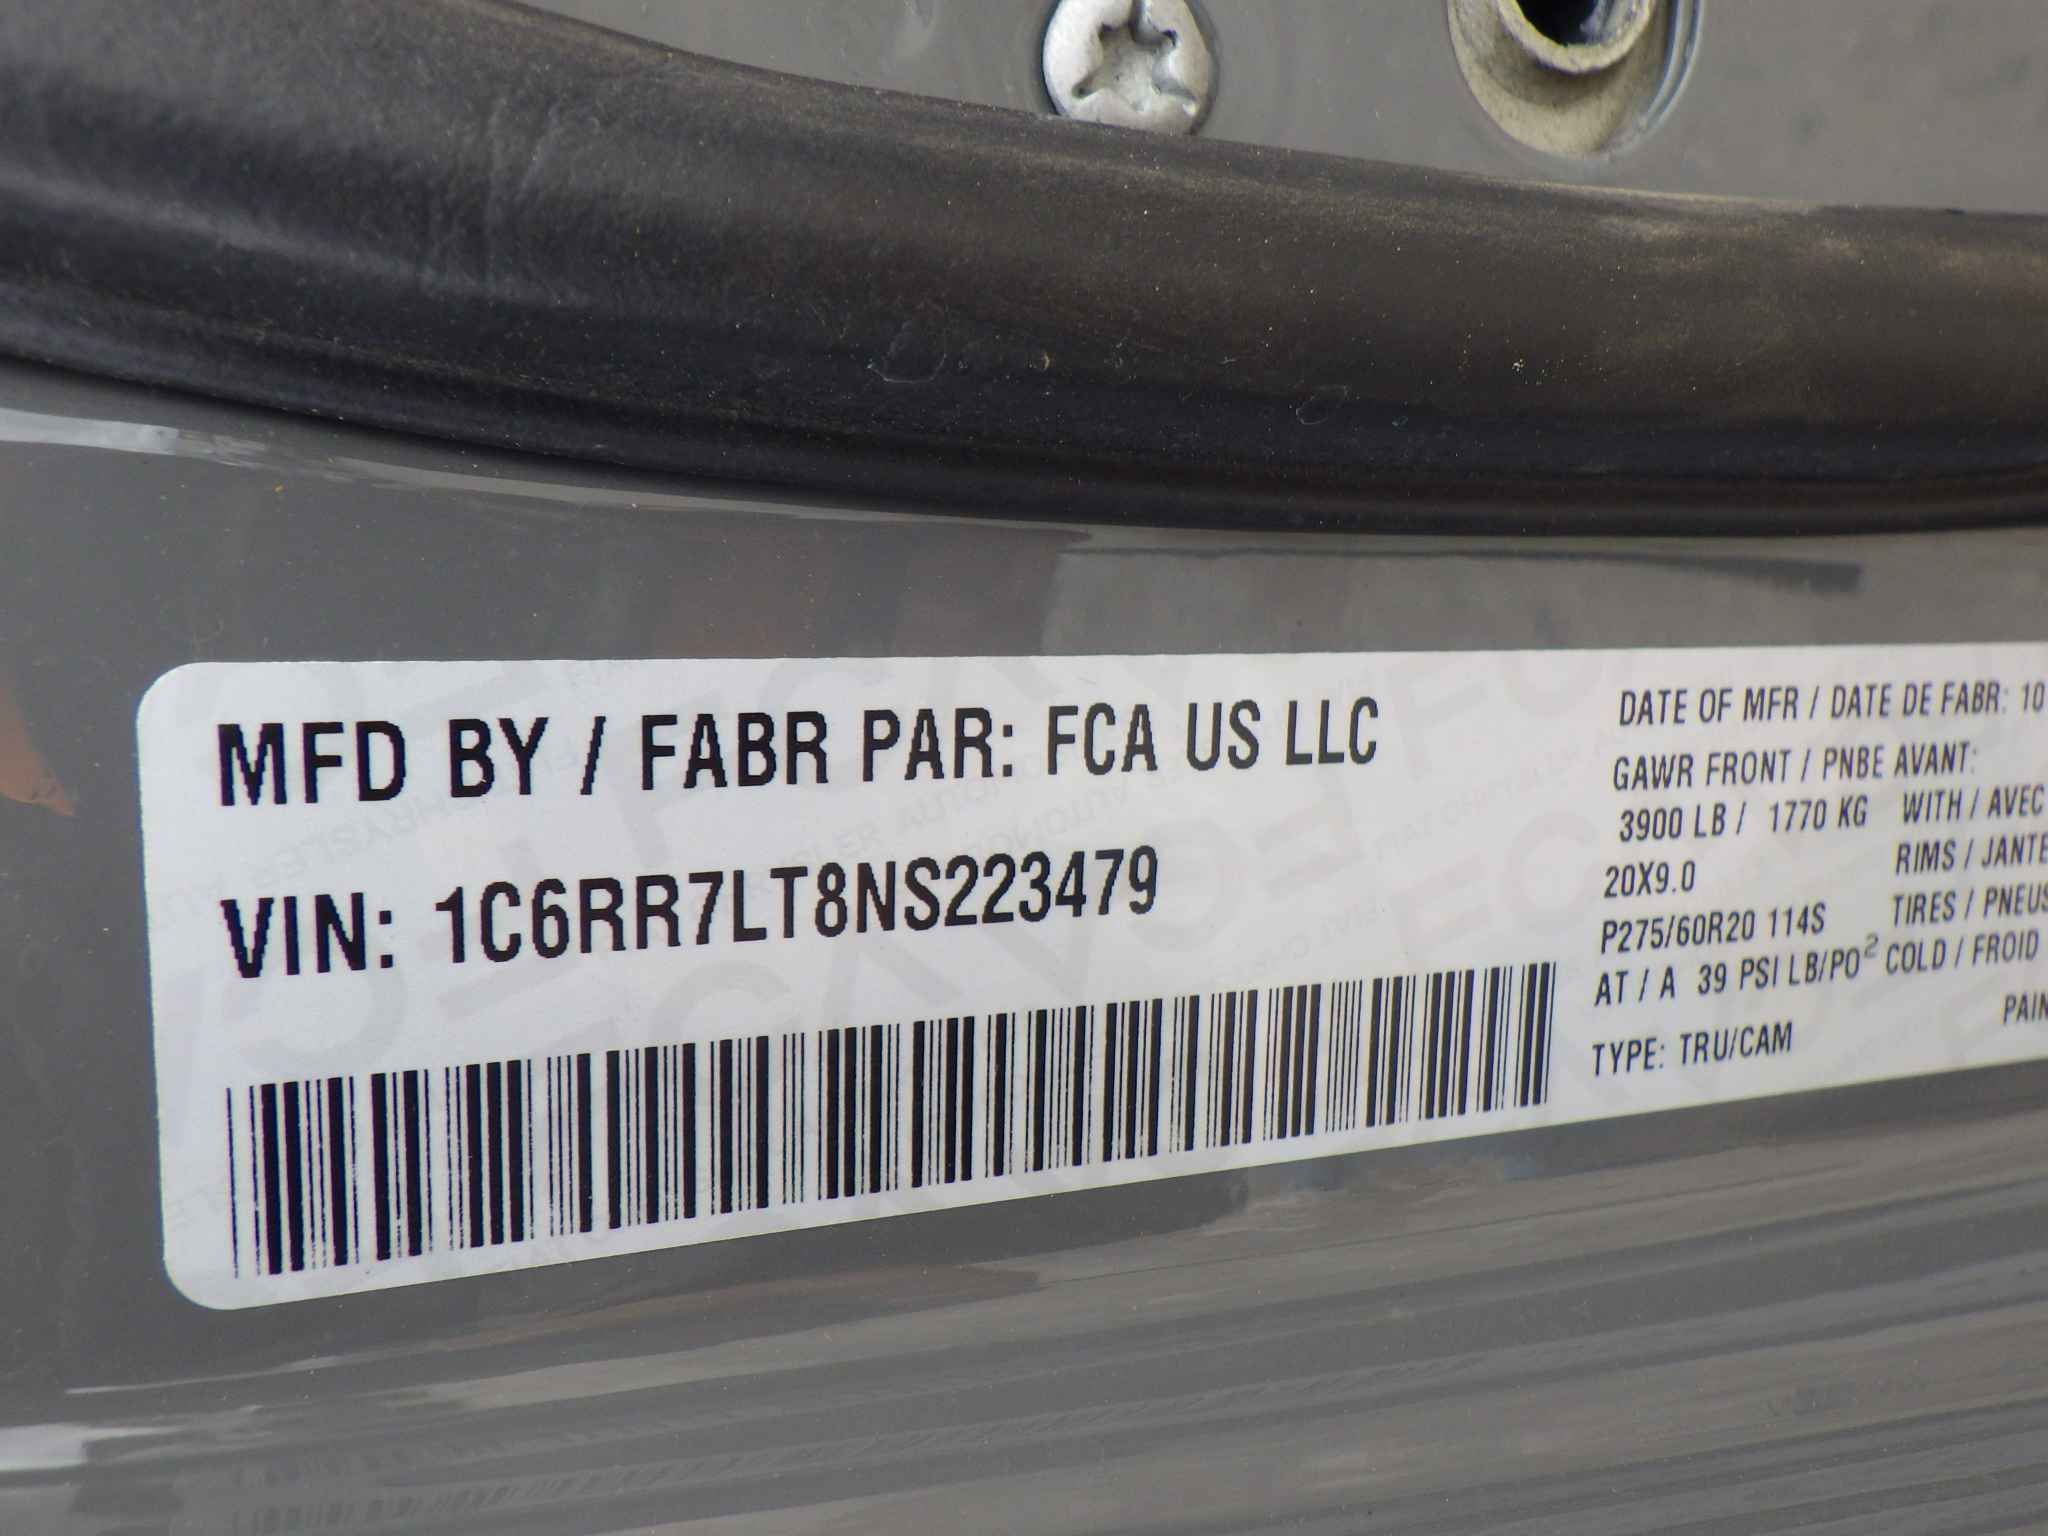 MFD BY / FABR PAR: FCA US LLC
VIN: 1C6RR7LT8NS223479
DATE OF MFR / DATE DE FABR: 10
GAWR FRONT / PNBE AVANT:
3900 LB / 1770 KG WITH / AVEC
20X9.0 RIMS / JANTE
P275/60R20 114S TIRES / PNEUS
AT / A 39 PSI LB/PO² COLD / FROID
PAIN
TYPE: TRU/CAM